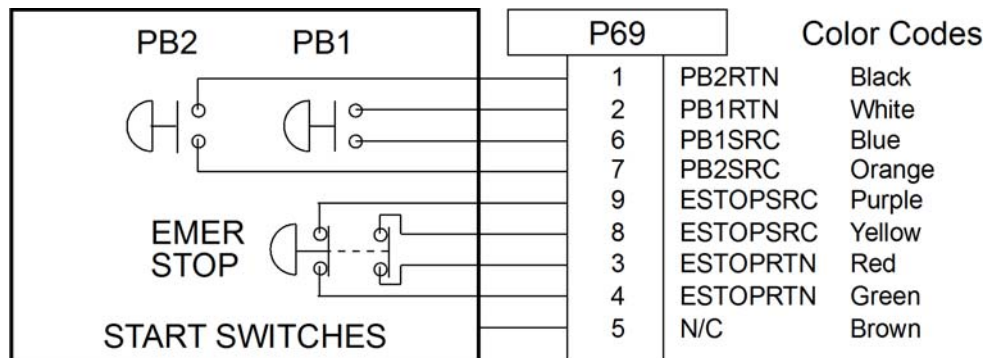 PB2 PB1 P69 Color Codes
1 PB2RTN Black
2 PB1RTN White
6 PB1SRC Blue
7 PB2SRC Orange
9 ESTOPSRC Purple
EMER
8 ESTOPSRC Yellow
STOP
3 ESTOPRTN Red
4 ESTOPRTN Green
START SWITCHES 5 N/C Brown